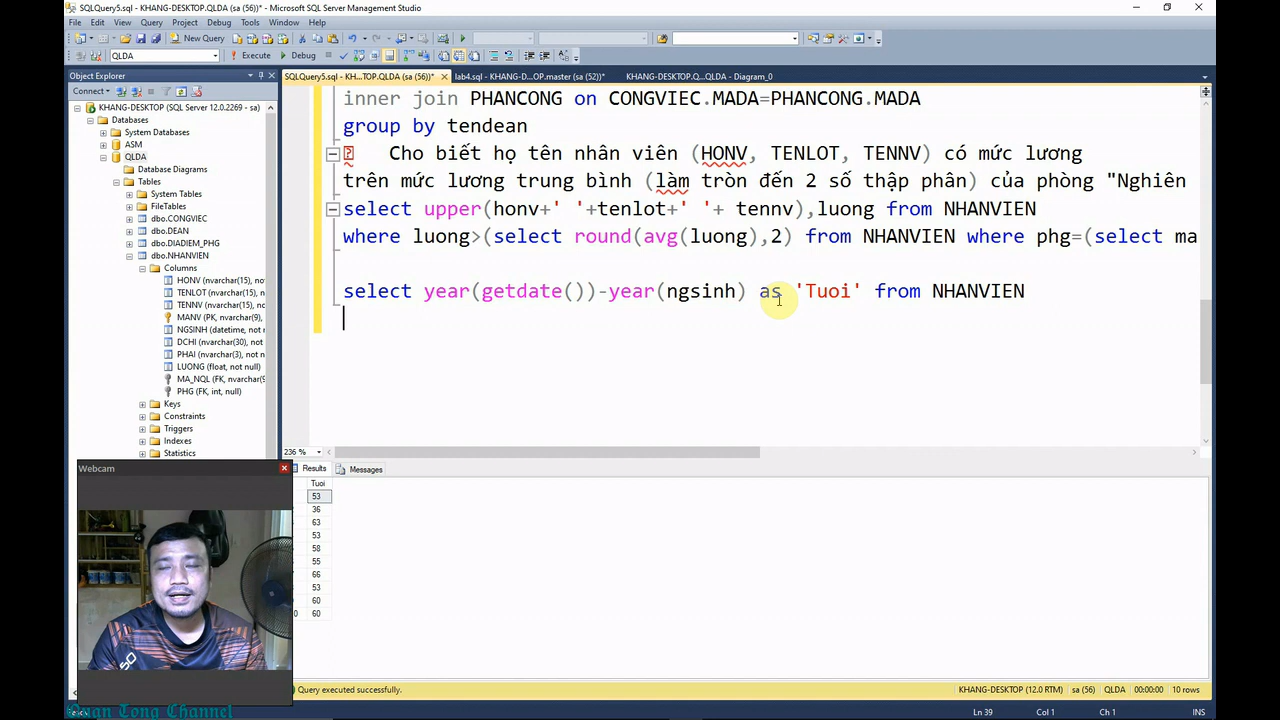 SQLQuery5.sql - KHANG-DESKTOP.QLDA (sa (56))* - Microsoft SQL Server Management Studio
File Edit View Query Project Debug Tools Window Help
New Query
QLDA Execute Debug
Object Explorer
SQLQuery5.sql - KH...TOP.QLDA (sa (56))* lab4.sql - KHANG-D...OP.master (sa (52))* KHANG-DESKTOP.Q...QLDA - Diagram_0
Connect
KHANG-DESKTOP (SQL Server 12.0.2269 - sa)
Databases
System Databases
ASM
QLDA
Database Diagrams
Tables
System Tables
FileTables
dbo.CONGVIEC
dbo.DEAN
dbo.DIADIEM_PHG
dbo.NHANVIEN
Columns
HONV (nvarchar(15), not
TENLOT (nvarchar(15), no
TENNV (nvarchar(15), not
MANV (PK, nvarchar(9),
NGSINH (datetime, not n
DCHI (nvarchar(30), not
PHAI (nvarchar(3), not nu
LUONG (float, not null)
MA_NQL (FK, nvarchar(9
PHG (FK, int, null)
Keys
Constraints
Triggers
Indexes
Statistics
inner join PHANCONG on CONGVIEC.MADA=PHANCONG.MADA
group by tendean
Cho biết họ tên nhân viên (HONV, TENLOT, TENNV) có mức lương
trên mức lương trung bình (làm tròn đến 2 số thập phân) của phòng "Nghiên
select upper(honv+' '+tenlot+' '+ tennv),luong from NHANVIEN
where luong>(select round(avg(luong),2) from NHANVIEN where phg=(select ma
select year(getdate())-year(ngsinh) as 'Tuoi' from NHANVIEN
236 %
Results Messages
Tuoi
53
36
63
53
58
55
66
53
60
60
Webcam
Query executed successfully. KHANG-DESKTOP (12.0 RTM) sa (56) QLDA 00:00:00 10 rows
Quan Tong Channel
Ln 39 Col 1 Ch 1 INS